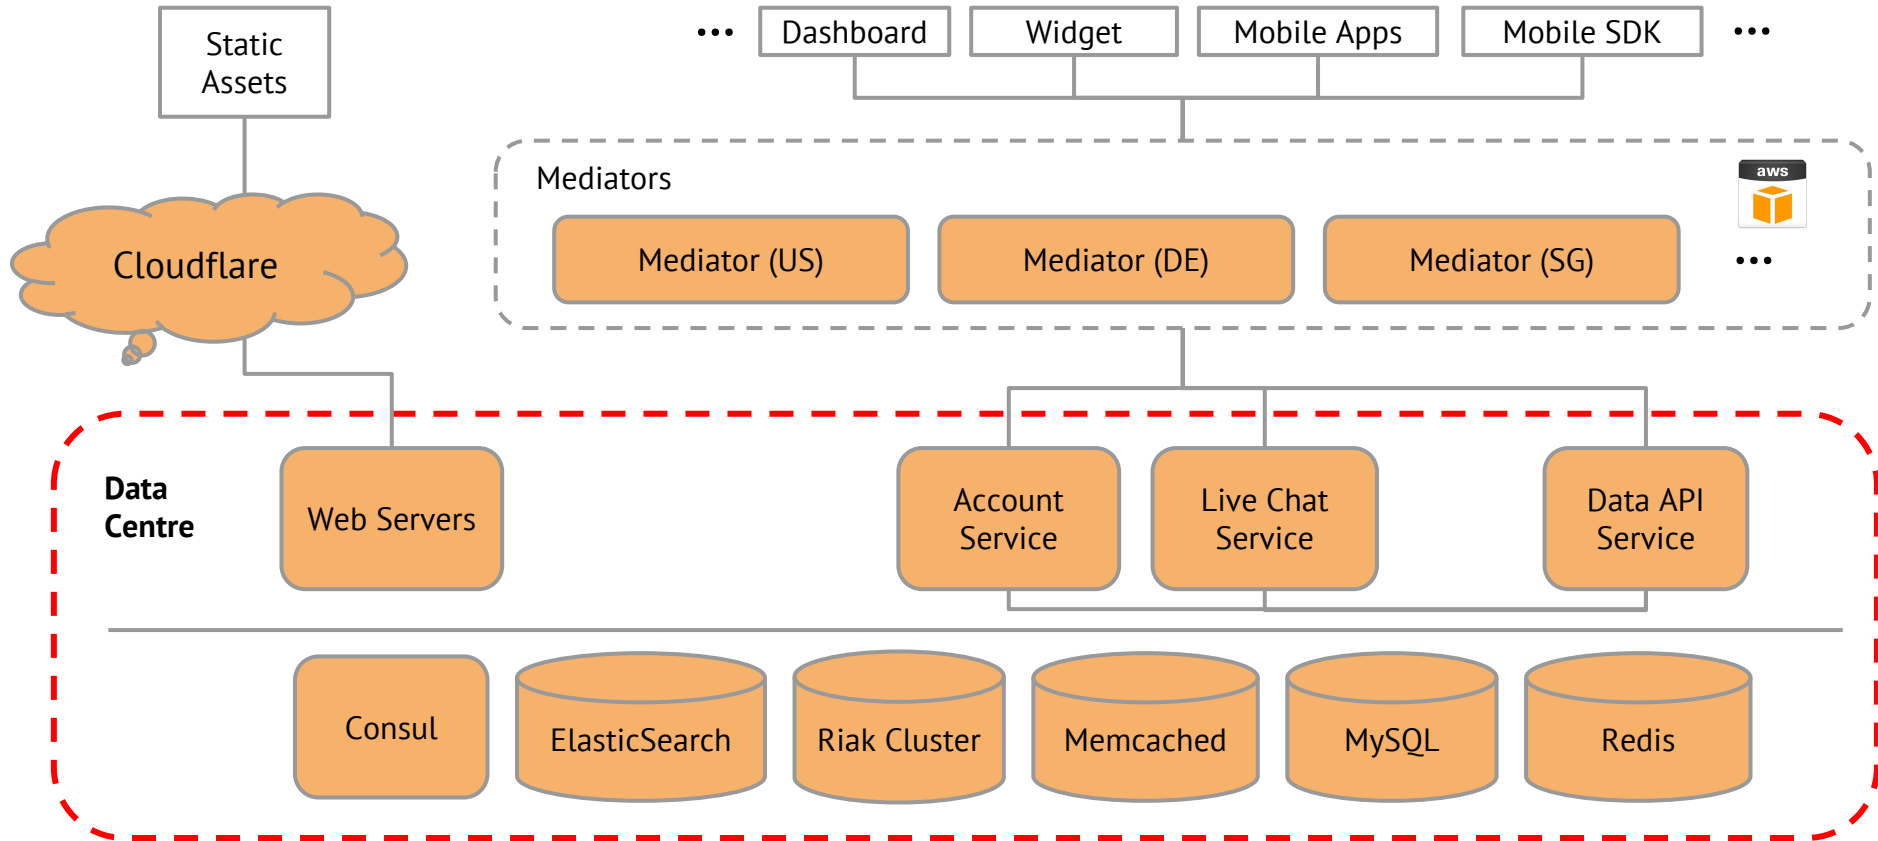 Static
Assets
... Dashboard Widget Mobile Apps Mobile SDK ...
Mediators
aws
Cloudflare
Mediator (US) Mediator (DE) Mediator (SG) ...
Data
Centre
Web Servers
Account
Service
Live Chat
Service
Data API
Service
Consul
ElasticSearch
Riak Cluster
Memcached
MySQL
Redis